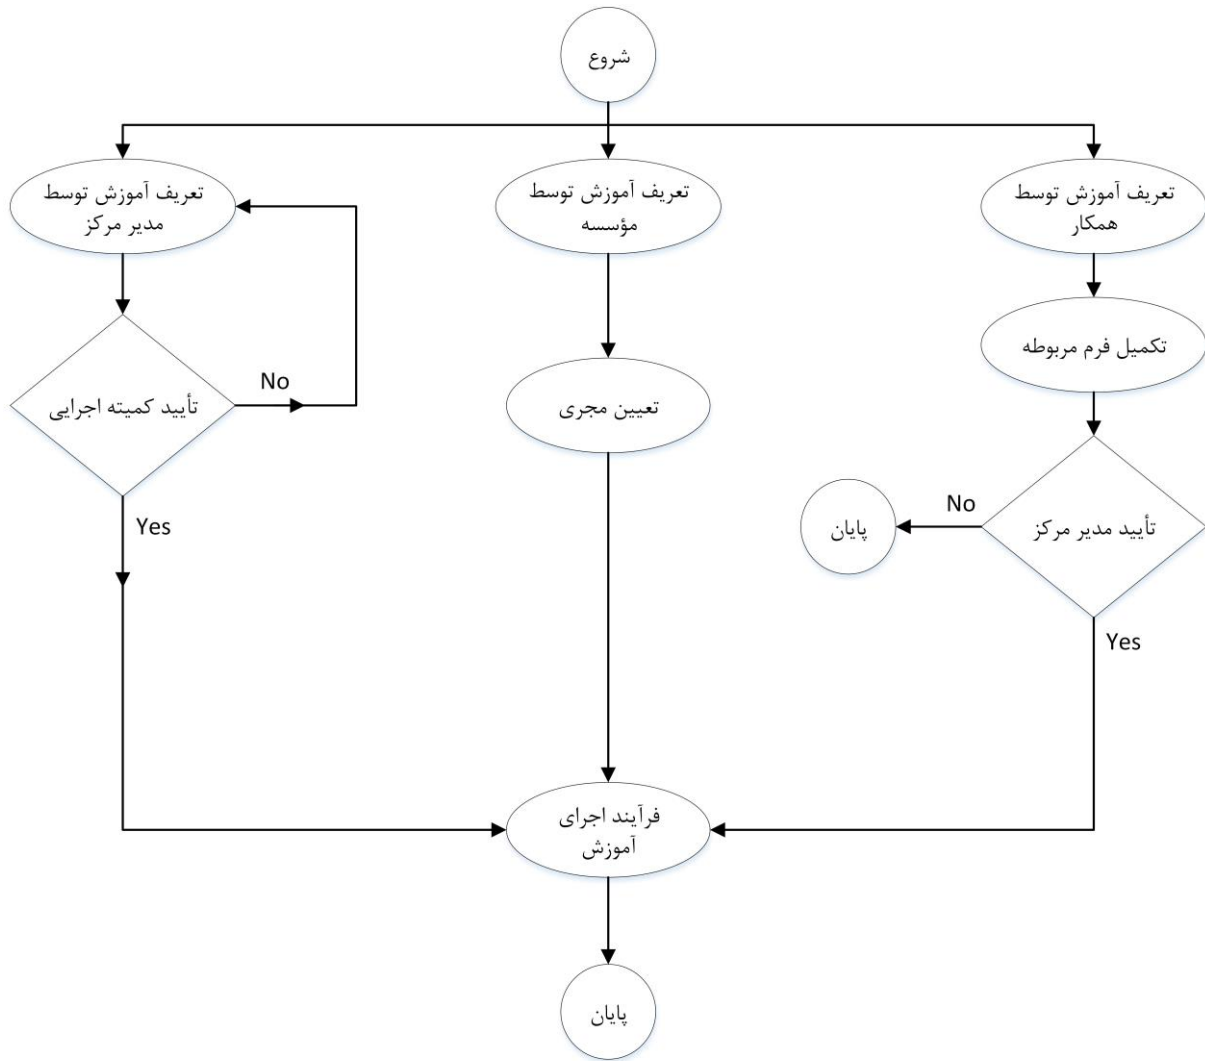 شروع
تعریف آموزش توسط
همکار
تعریف آموزش توسط
مؤسسه
تعریف آموزش توسط
مدیر مرکز
تکمیل فرم مربوطه
تعیین مجری
تأیید کمیته اجرایی
No
تأیید مدیر مرکز
No
پایان
Yes
Yes
فرآیند اجرای
آموزش
پایان